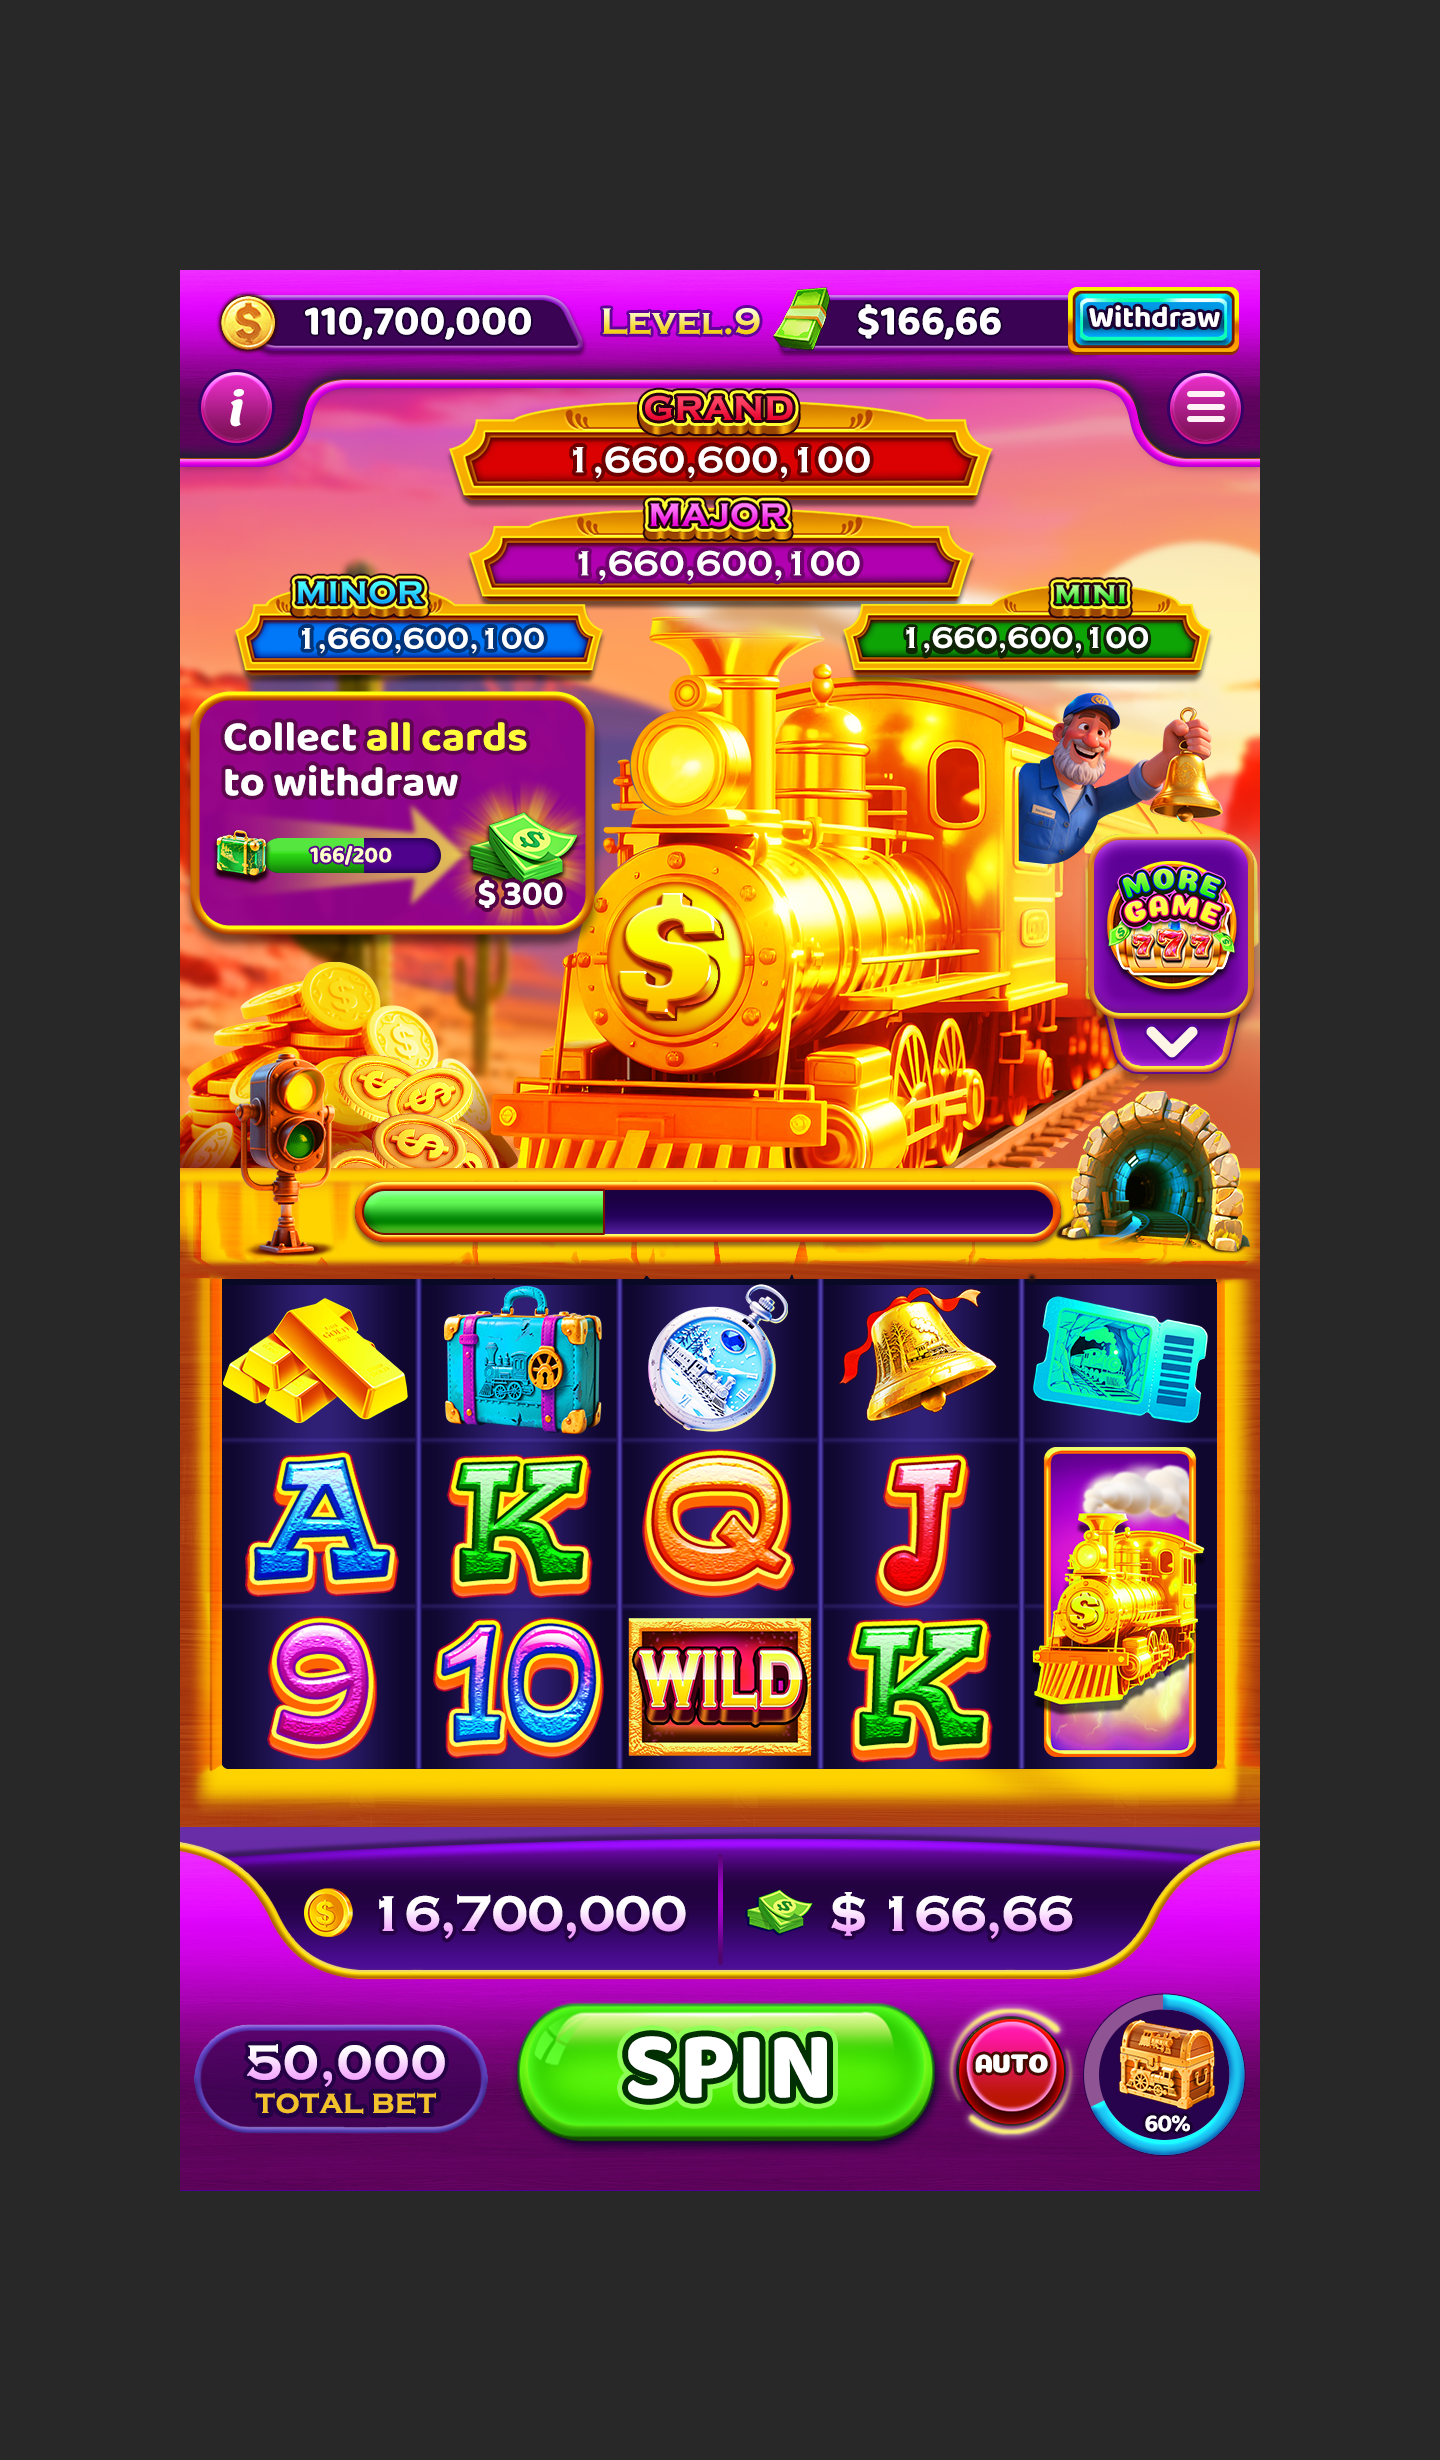 110,700,000
LEVEL.9
$166,66
Withdraw
i
GRAND
1,660,600,100
MAJOR
1,660,600,100
MINOR
1,660,600,100
MINI
1,660,600,100
Collect all cards
to withdraw
166/200
$ 300
MORE
GAME
777
A K Q J
9 10 WILD K
16,700,000
$ 166,66
50,000
TOTAL BET
SPIN
AUTO
60%